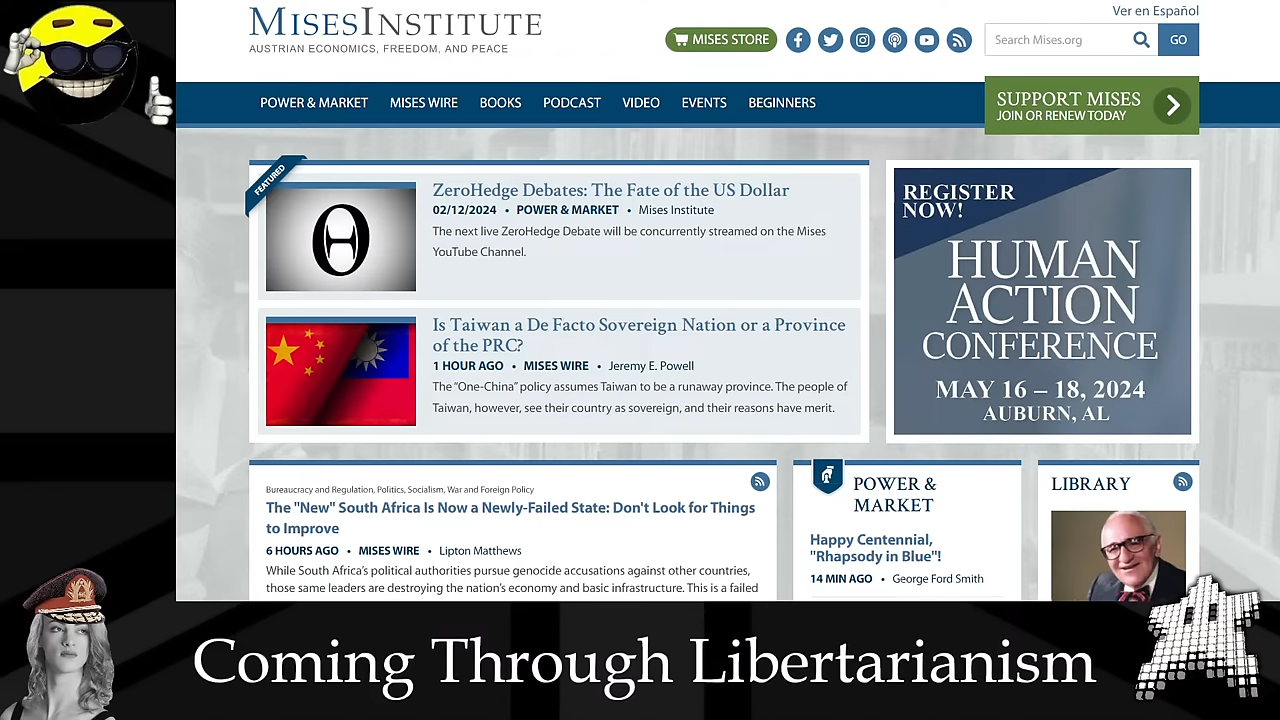 Ver en Español
MISESINSTITUTE
AUSTRIAN ECONOMICS, FREEDOM, AND PEACE
MISES STORE
Search Mises.org
GO
POWER & MARKET
MISES WIRE
BOOKS
PODCAST
VIDEO
EVENTS
BEGINNERS
SUPPORT MISES
JOIN OR RENEW TODAY
FEATURED
ZeroHedge Debates: The Fate of the US Dollar
02/12/2024 • POWER & MARKET • Mises Institute
The next live ZeroHedge Debate will be concurrently streamed on the Mises
YouTube Channel.
Is Taiwan a De Facto Sovereign Nation or a Province
of the PRC?
1 HOUR AGO • MISES WIRE • Jeremy E. Powell
The “One-China” policy assumes Taiwan to be a runaway province. The people of
Taiwan, however, see their country as sovereign, and their reasons have merit.
REGISTER
NOW!
HUMAN
ACTION
CONFERENCE
MAY 16 – 18, 2024
AUBURN, AL
Bureaucracy and Regulation, Politics, Socialism, War and Foreign Policy
The "New" South Africa Is Now a Newly-Failed State: Don't Look for Things
to Improve
6 HOURS AGO • MISES WIRE • Lipton Matthews
While South Africa's political authorities pursue genocide accusations against other countries,
those same leaders are destroying the nation's economy and basic infrastructure. This is a failed
POWER &
MARKET
Happy Centennial,
"Rhapsody in Blue"!
14 MIN AGO • George Ford Smith
LIBRARY
Coming Through Libertarianism